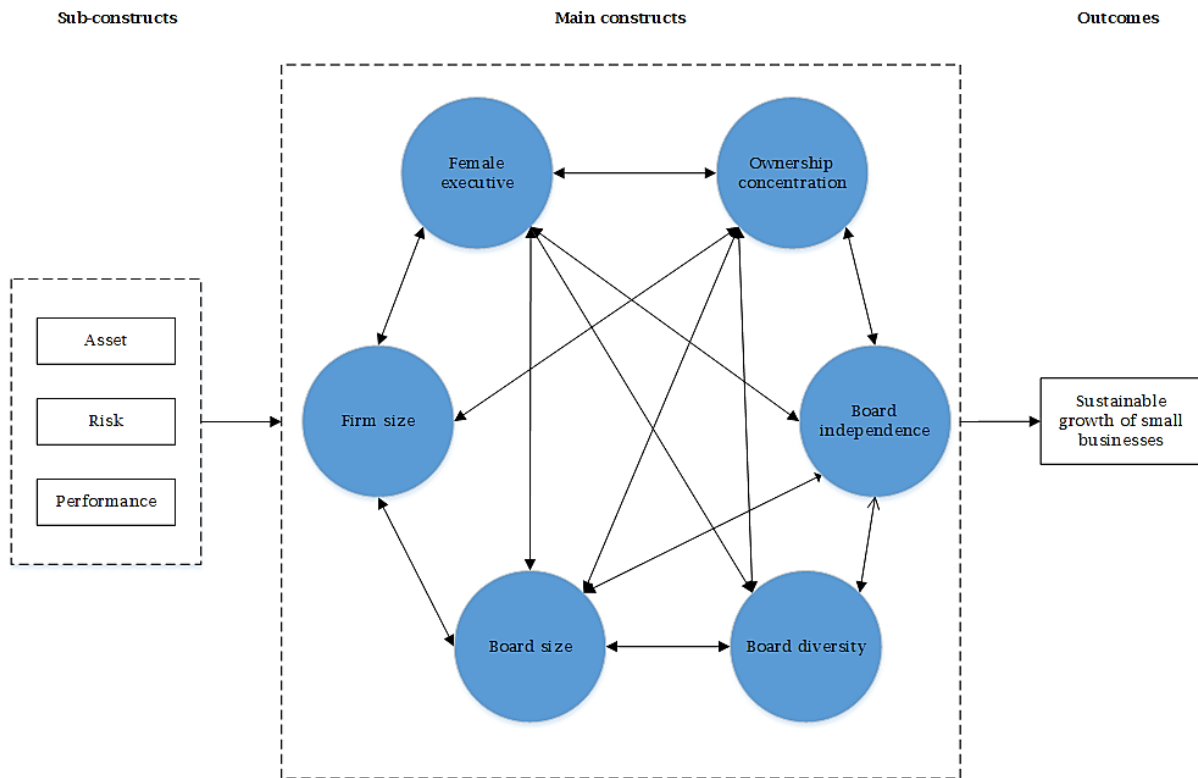 Sub-constructs
Main constructs
Outcomes
Female
executive
Ownership
concentration
Asset
Risk
Performance
Firm size
Board
independence
Sustainable
growth of small
businesses
Board size
Board diversity